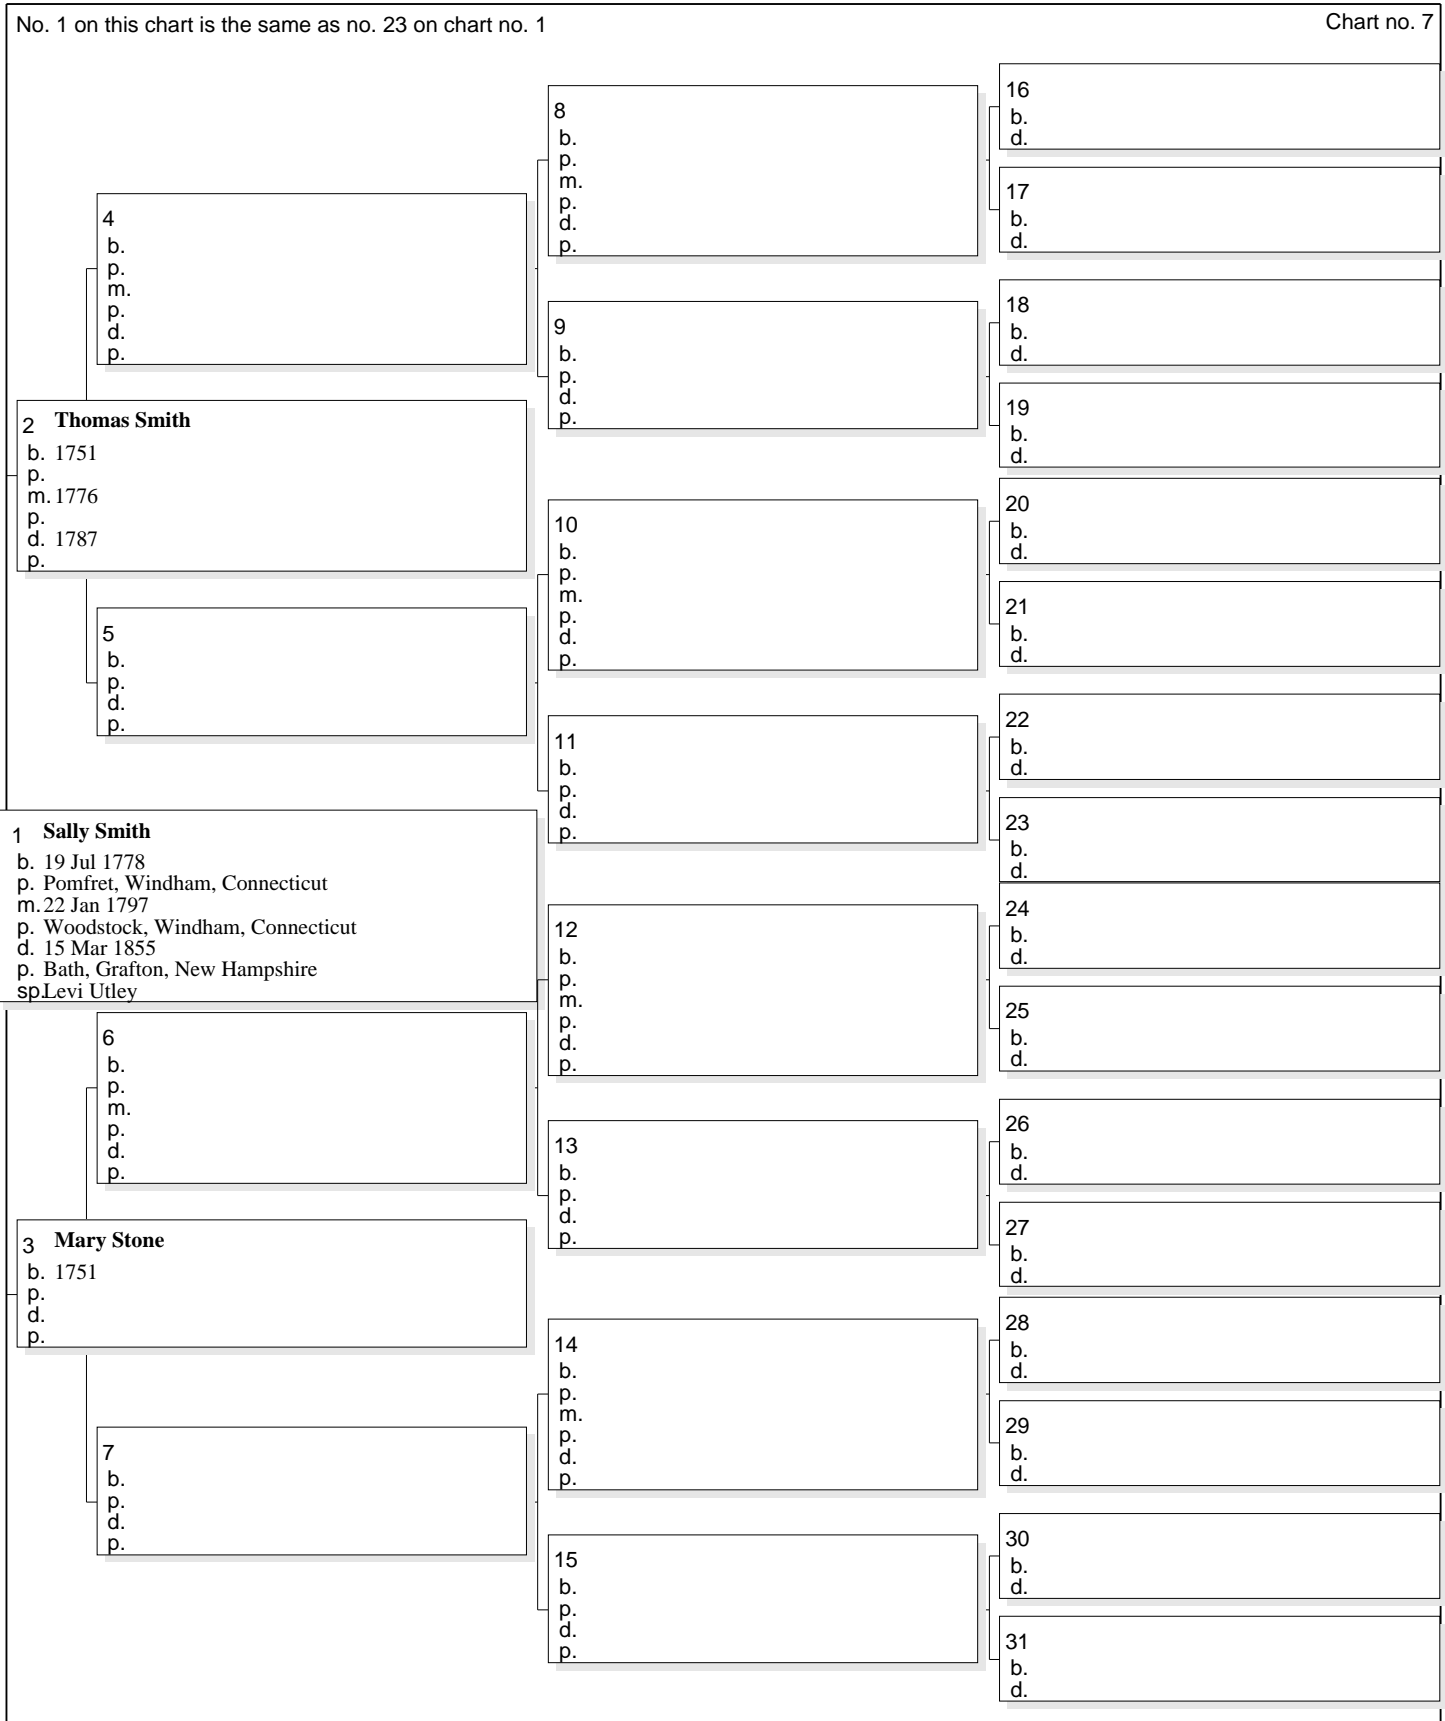 No. 1 on this chart is the same as no. 23 on chart no. 1
Chart no. 7
16
b.
d.
8
b.
p.
m.
p.
d.
p.
17
b.
d.
4
b.
p.
m.
p.
d.
p.
18
b.
d.
9
b.
p.
d.
p.
19
b.
d.
2 Thomas Smith
b. 1751
p.
m. 1776
p.
d. 1787
p.
20
b.
d.
10
b.
p.
m.
p.
d.
p.
21
b.
d.
5
b.
p.
d.
p.
22
b.
d.
11
b.
p.
d.
p.
23
b.
d.
1 Sally Smith
b. 19 Jul 1778
p. Pomfret, Windham, Connecticut
m. 22 Jan 1797
p. Woodstock, Windham, Connecticut
d. 15 Mar 1855
p. Bath, Grafton, New Hampshire
sp. Levi Utley
24
b.
d.
12
b.
p.
m.
p.
d.
p.
25
b.
d.
6
b.
p.
m.
p.
d.
p.
26
b.
d.
13
b.
p.
d.
p.
27
b.
d.
3 Mary Stone
b. 1751
p.
d.
p.
28
b.
d.
14
b.
p.
m.
p.
d.
p.
29
b.
d.
7
b.
p.
d.
p.
30
b.
d.
15
b.
p.
d.
p.
31
b.
d.